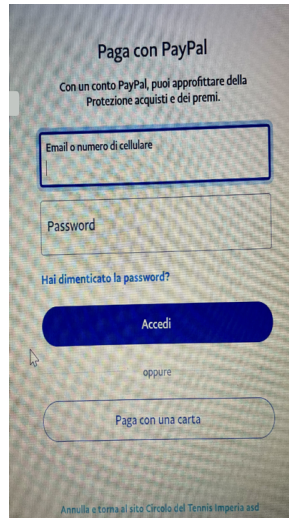 Paga con PayPal
Con un conto PayPal, puoi approfittare della
Protezione acquisti e dei premi.
Email o numero di cellulare
Password
Hai dimenticato la password?
Accedi
oppure
Paga con una carta
Annulla e torna al sito Circolo del Tennis Imperia asd